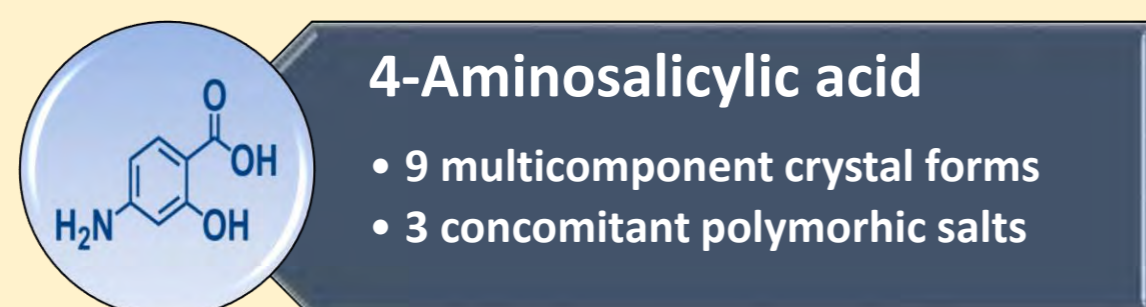 4-Aminosalicylic acid
• 9 multicomponent crystal forms
• 3 concomitant polymorhic salts
O
OH
H₂N
OH